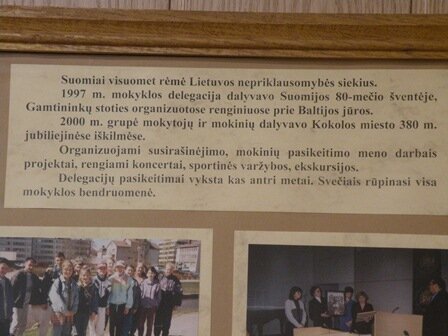 Suomiai visuomet rėmė Lietuvos nepriklausomybės siekius.
1997 m. mokyklos delegacija dalyvavo Suomijos 80-mečio šventėje,
Gamtininkų stoties organizuotose renginiuose prie Baltijos jūros.
2000 m. grupė mokytojų ir mokinių dalyvavo Kokolos miesto 380 m.
jubiliejinėse iškilmėse.
Organizuojami susirašinėjimo, mokinių pasikeitimo meno darbais
projektai, rengiami koncertai, sportinės varžybos, ekskursijos.
Delegacijų pasikeitimai vyksta kas antri metai. Svečiais rūpinasi visa
mokyklos bendruomenė.